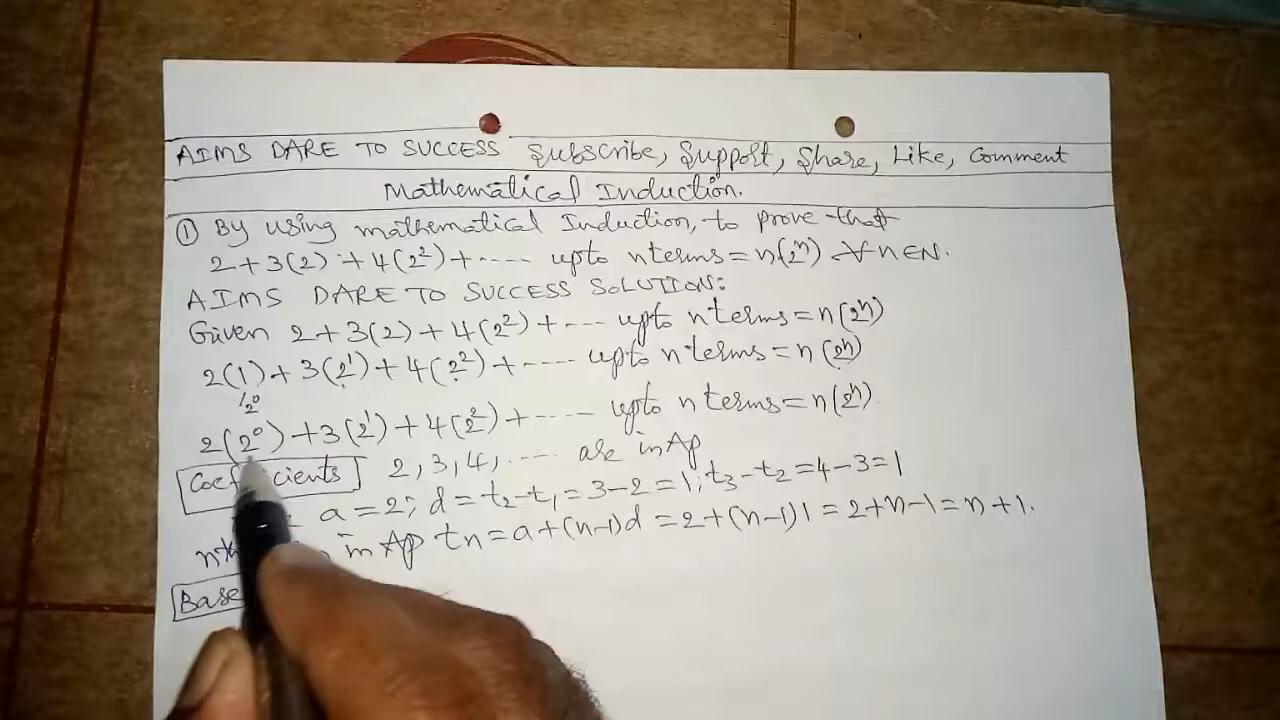 AIMS DARE TO SUCCESS Subscribe, Support, Share, Like, Comment
Mathematical Induction.
① By using mathematical Induction, to prove that
2+3(2)+4(2²)+..... upto n terms=n(2ⁿ) ∀ n∈N.
AIMS DARE TO SUCCESS SOLUTION:
Given 2+3(2)+4(2²)+... upto n terms=n(2ⁿ)
2(1)+3(2¹)+4(2²)+..... upto n terms=n(2ⁿ)
2⁰
2(2⁰)+3(2¹)+4(2²)+..... upto n terms=n(2ⁿ).
2,3,4,.... are in Ap
a=2; d=t₂-t₁=3-2=1; t₃-t₂=4-3=1
in Ap tn=a+(n-1)d=2+(n-1)1=2+n-1=n+1.
Base